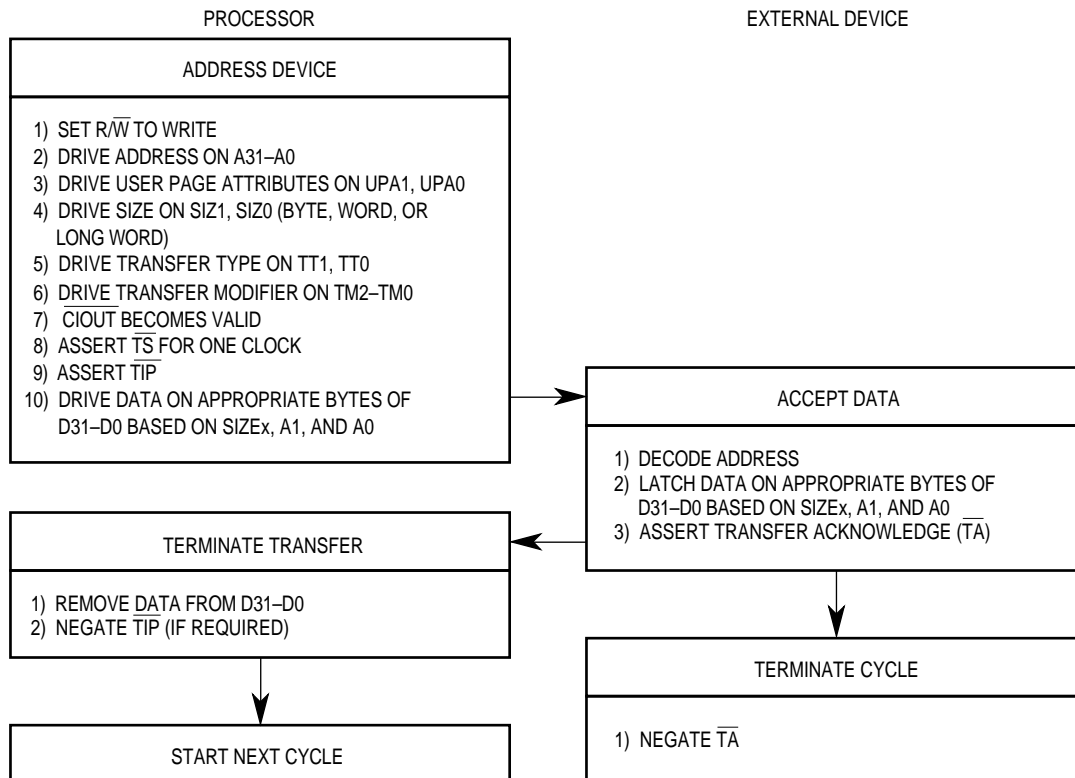 PROCESSOR
EXTERNAL DEVICE
ADDRESS DEVICE
1) SET R/W̅ TO WRITE
2) DRIVE ADDRESS ON A31–A0
3) DRIVE USER PAGE ATTRIBUTES ON UPA1, UPA0
4) DRIVE SIZE ON SIZ1, SIZ0 (BYTE, WORD, OR
LONG WORD)
5) DRIVE TRANSFER TYPE ON TT1, TT0
6) DRIVE TRANSFER MODIFIER ON TM2–TM0
7) C̅I̅O̅U̅T̅ BECOMES VALID
8) ASSERT T̅S̅ FOR ONE CLOCK
9) ASSERT T̅I̅P̅
10) DRIVE DATA ON APPROPRIATE BYTES OF
D31–D0 BASED ON SIZEx, A1, AND A0
ACCEPT DATA
1) DECODE ADDRESS
2) LATCH DATA ON APPROPRIATE BYTES OF
D31–D0 BASED ON SIZEx, A1, AND A0
3) ASSERT TRANSFER ACKNOWLEDGE (T̅A̅)
TERMINATE TRANSFER
1) REMOVE DATA FROM D31–D0
2) NEGATE T̅I̅P̅ (IF REQUIRED)
TERMINATE CYCLE
1) NEGATE T̅A̅
START NEXT CYCLE